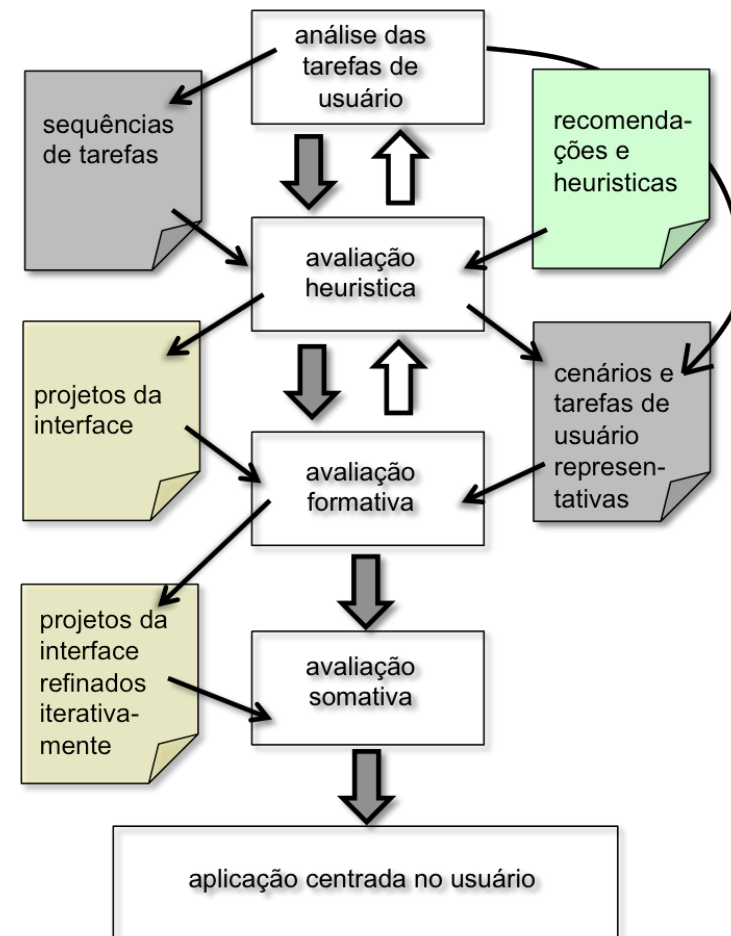 análise das
tarefas de
usuário
sequências
de tarefas
recomenda-
ções e
heuristicas
avaliação
heuristica
projetos da
interface
cenários e
tarefas de
usuário
represen-
tativas
avaliação
formativa
projetos da
interface
refinados
iterativa-
mente
avaliação
somativa
aplicação centrada no usuário